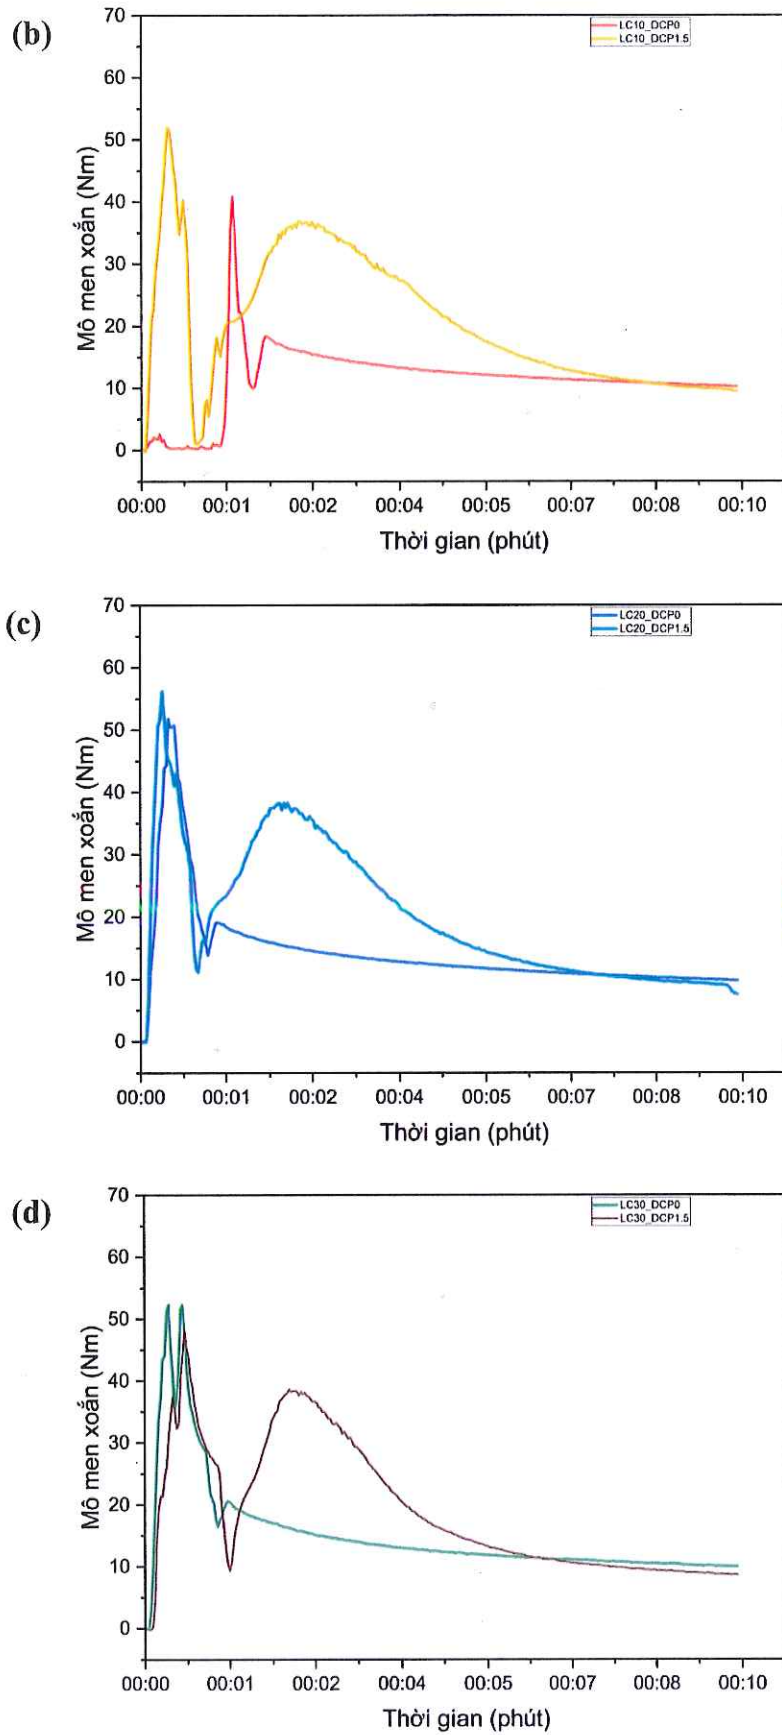 (b)
LC10_DCP0
LC10_DCP1.5
Mô men xoắn (Nm)
70
60
50
40
30
20
10
0
00:00 00:01 00:02 00:04 00:05 00:07 00:08 00:10
Thời gian (phút)
(c)
LC20_DCP0
LC20_DCP1.5
Mô men xoắn (Nm)
70
60
50
40
30
20
10
0
00:00 00:01 00:02 00:04 00:05 00:07 00:08 00:10
Thời gian (phút)
(d)
LC30_DCP0
LC30_DCP1.5
Mô men xoắn (Nm)
70
60
50
40
30
20
10
0
00:00 00:01 00:02 00:04 00:05 00:07 00:08 00:10
Thời gian (phút)